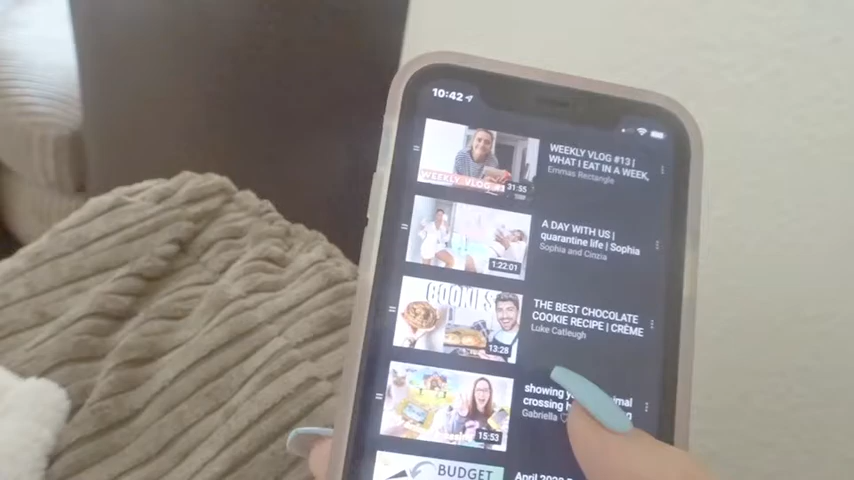 10:42
WEEKLY VLOG #1
31:55
WEEKLY VLOG #13 |
WHAT I EAT IN A WEEK,
Emmas Rectangle
1:22:01
A DAY WITH US |
quarantine life | Sophia
Sophia and Cinzia
COOKIES
13:28
THE BEST CHOCOLATE
COOKIE RECIPE | CRÈME
Luke Catleugh
15:53
showing
crossing
Gabriella
BUDGET
April